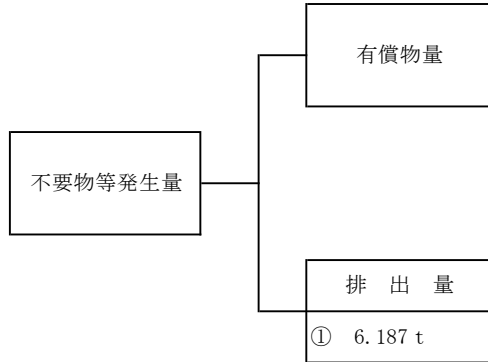 有償物量
不要物等発生量
排 出 量
① 6.187 t